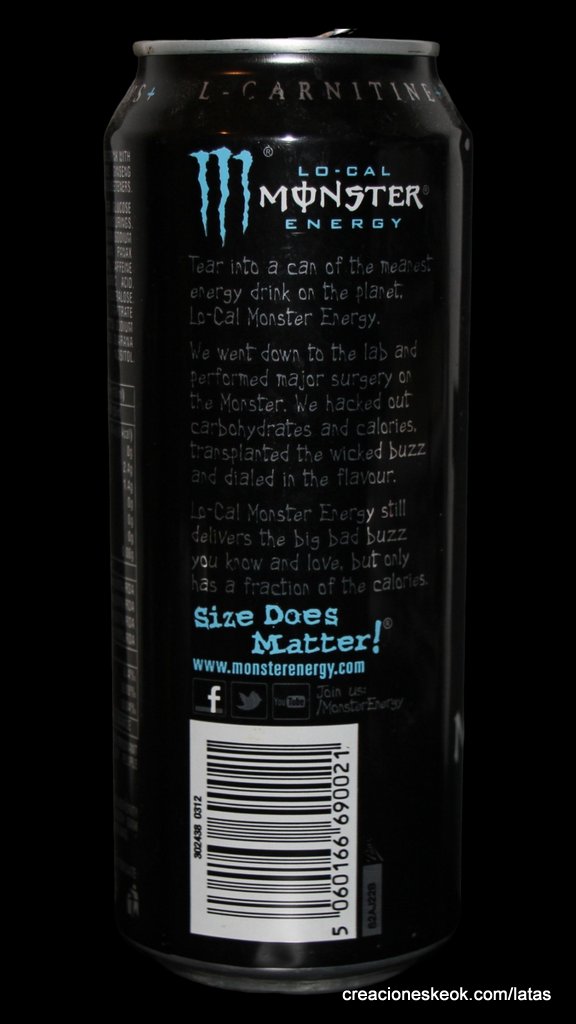 L-CARNITINE+
LO-CAL
MONSTER
ENERGY
Tear into a can of the meanest
energy drink on the planet,
Lo-Cal Monster Energy.
We went down to the lab and
performed major surgery on
the Monster. We hacked out
carbohydrates and calories,
transplanted the wicked buzz
and dialed in the flavour.
Lo-Cal Monster Energy still
delivers the big bad buzz
you know and love, but only
has a fraction of the calories.
Size Does
Matter!®
www.monsterenergy.com
f YouTube Join us:
/MonsterEnergy
302438 0312
5 060166 690021
B2AJ22B
creacioneskeok.com/latas